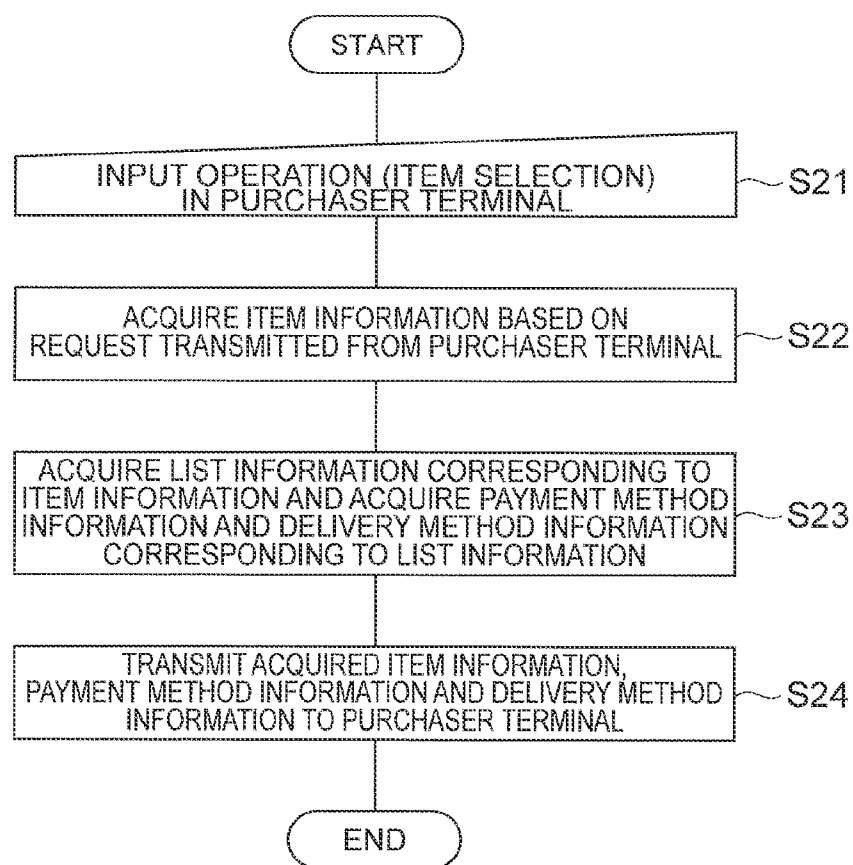 START
INPUT OPERATION (ITEM SELECTION)
IN PURCHASER TERMINAL
S21
ACQUIRE ITEM INFORMATION BASED ON
REQUEST TRANSMITTED FROM PURCHASER TERMINAL
S22
ACQUIRE LIST INFORMATION CORRESPONDING TO
ITEM INFORMATION AND ACQUIRE PAYMENT METHOD
INFORMATION AND DELIVERY METHOD INFORMATION
CORRESPONDING TO LIST INFORMATION
S23
TRANSMIT ACQUIRED ITEM INFORMATION,
PAYMENT METHOD INFORMATION AND DELIVERY METHOD
INFORMATION TO PURCHASER TERMINAL
S24
END